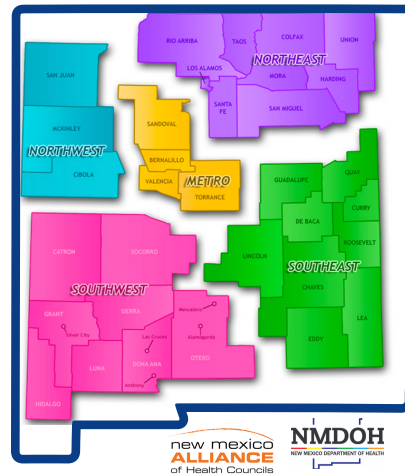 RIO ARRIBA
TAOS
COLFAX
UNION
NORTHEAST
LOS ALAMOS
MORA
HARDING
SANTA
FE
SAN MIGUEL
SAN JUAN
MCKINLEY
NORTHWEST
CIBOLA
SANDOVAL
BERNALILLO
VALENCIA
METRO
TORRANCE
GUADALUPE
QUAY
CURRY
DE BACA
ROOSEVELT
LINCOLN
SOUTHEAST
CHAVES
LEA
EDDY
CATRON
SOCORRO
SOUTHWEST
GRANT
SIERRA
Mescalero
Silver City
Las Cruces
Alamogordo
LUNA
DONA ANA
OTERO
Anthony
HIDALGO
new mexico
ALLIANCE
of Health Councils
NMDOH
NEW MEXICO DEPARTMENT OF HEALTH